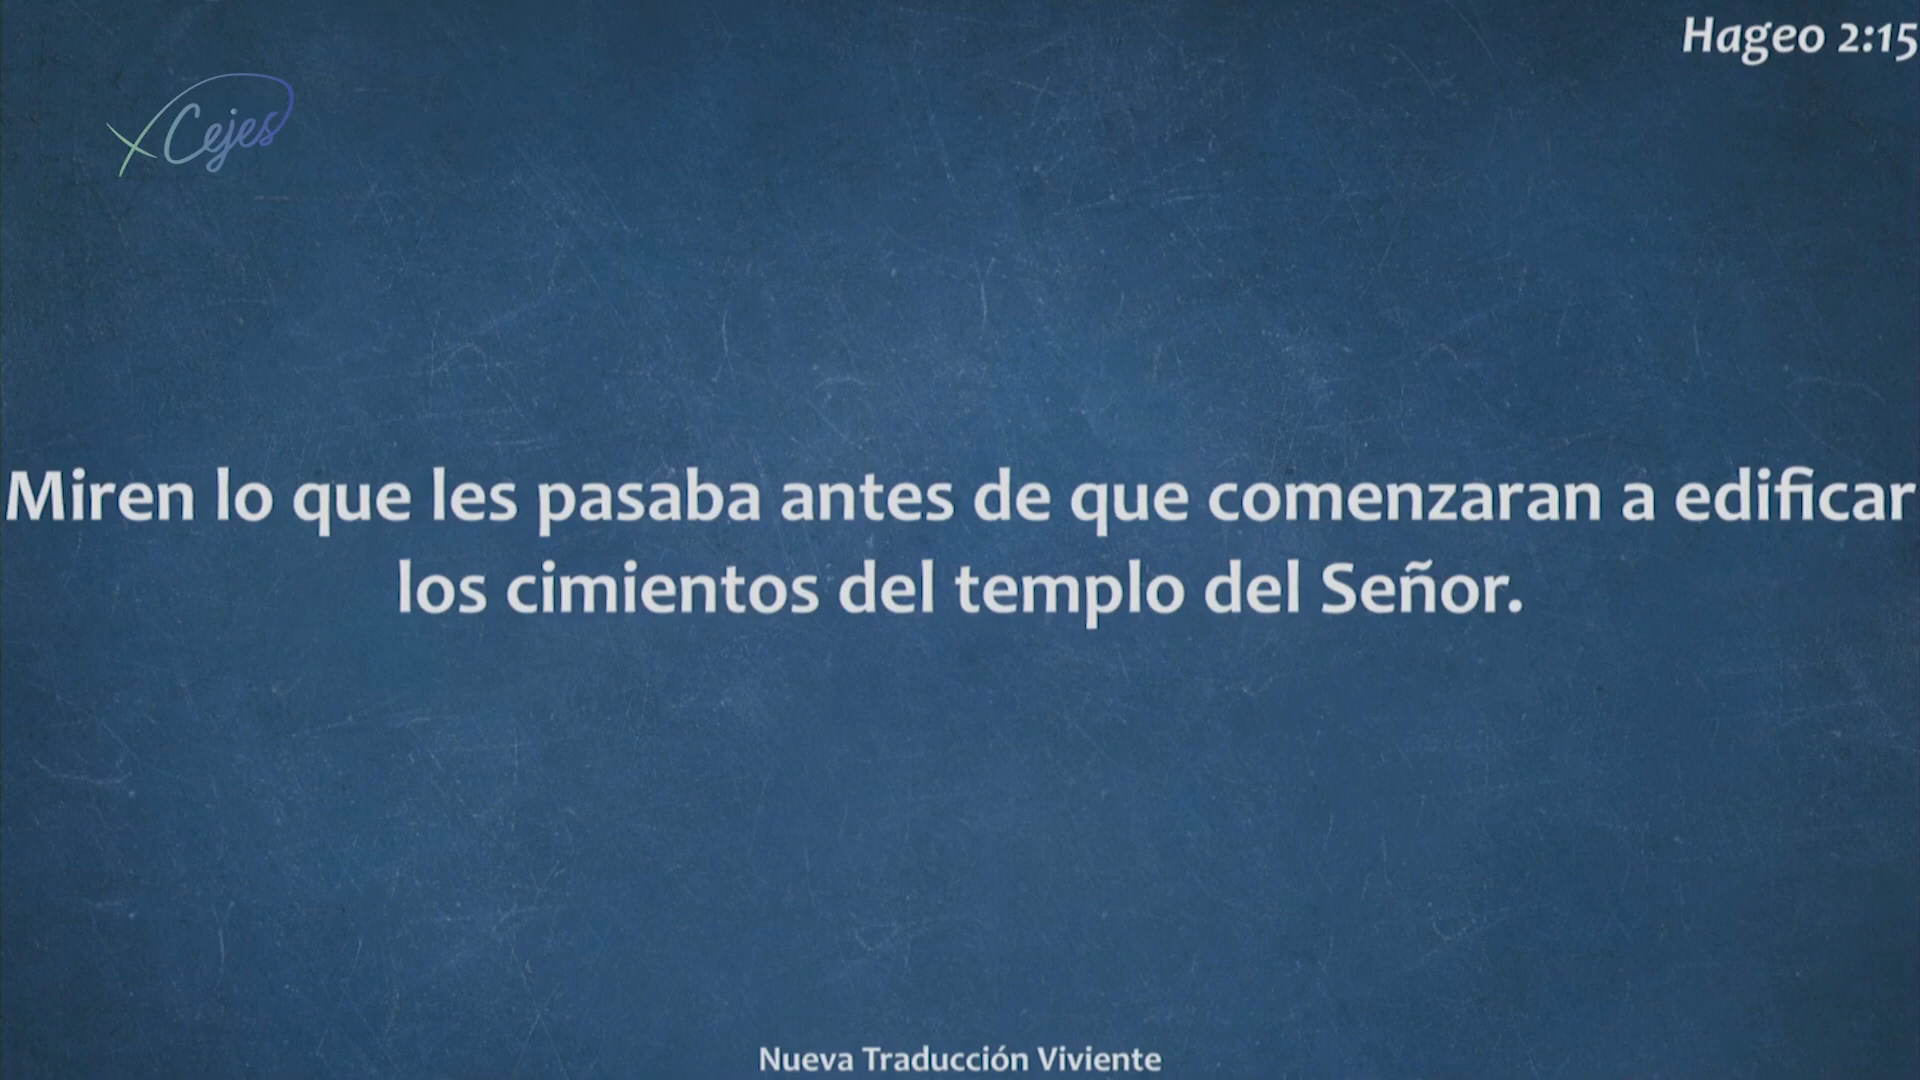 Hageo 2:15
Cejes
Miren lo que les pasaba antes de que comenzaran a edificar
los cimientos del templo del Señor.
Nueva Traducción Viviente